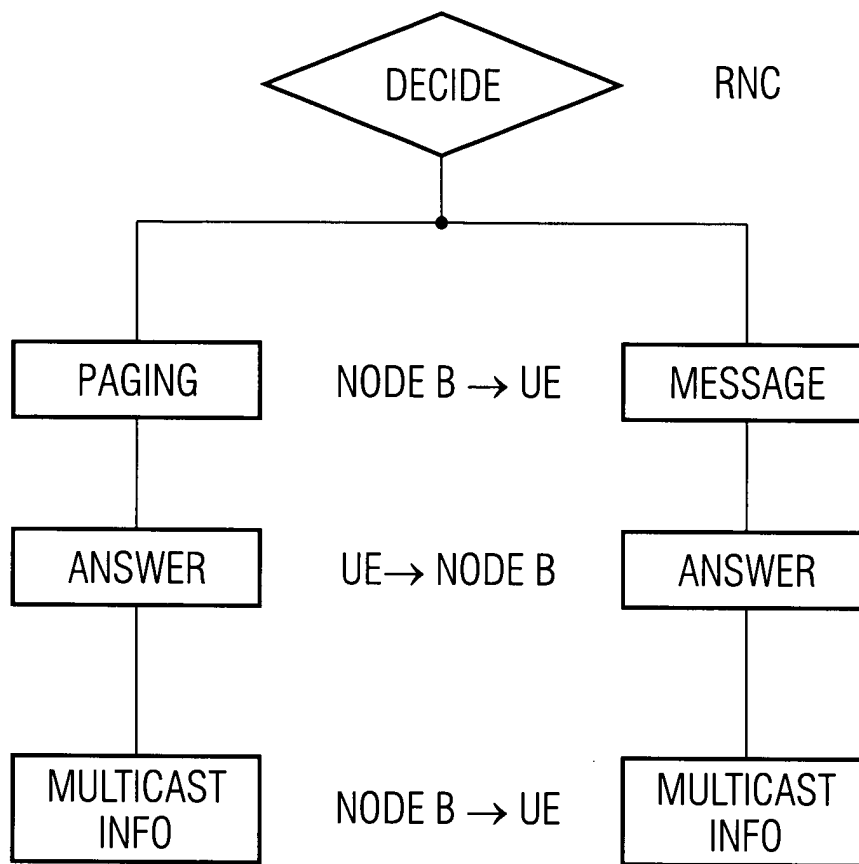 DECIDE
RNC
PAGING
NODE B → UE
MESSAGE
ANSWER
UE → NODE B
ANSWER
MULTICAST
INFO
NODE B → UE
MULTICAST
INFO